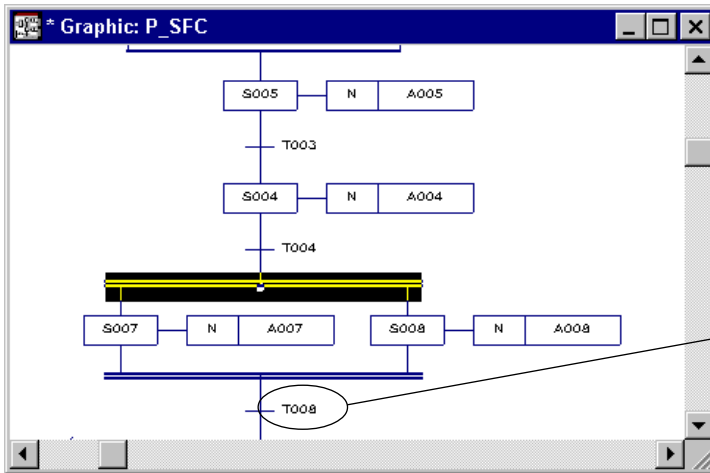 * Graphic: P_SFC
S005 N A005
T003
S004 N A004
T004
S007 N A007 S008 N A008
T008